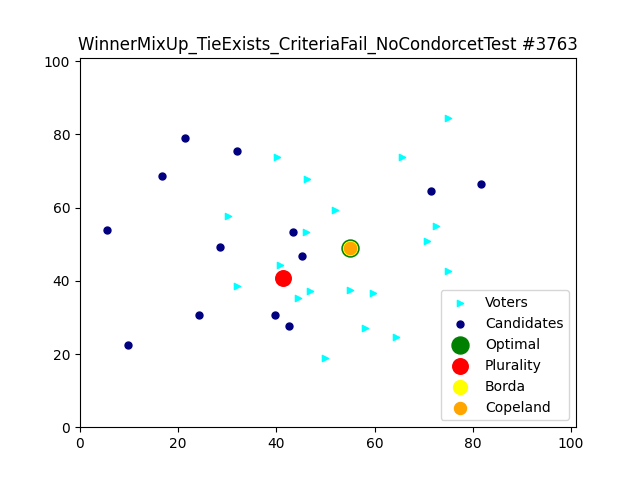 WinnerMixUp_TieExists_CriteriaFail_NoCondorcetTest #3763
100
80
60
40
20
0
0 20 40 60 80 100
Voters
Candidates
Optimal
Plurality
Borda
Copeland